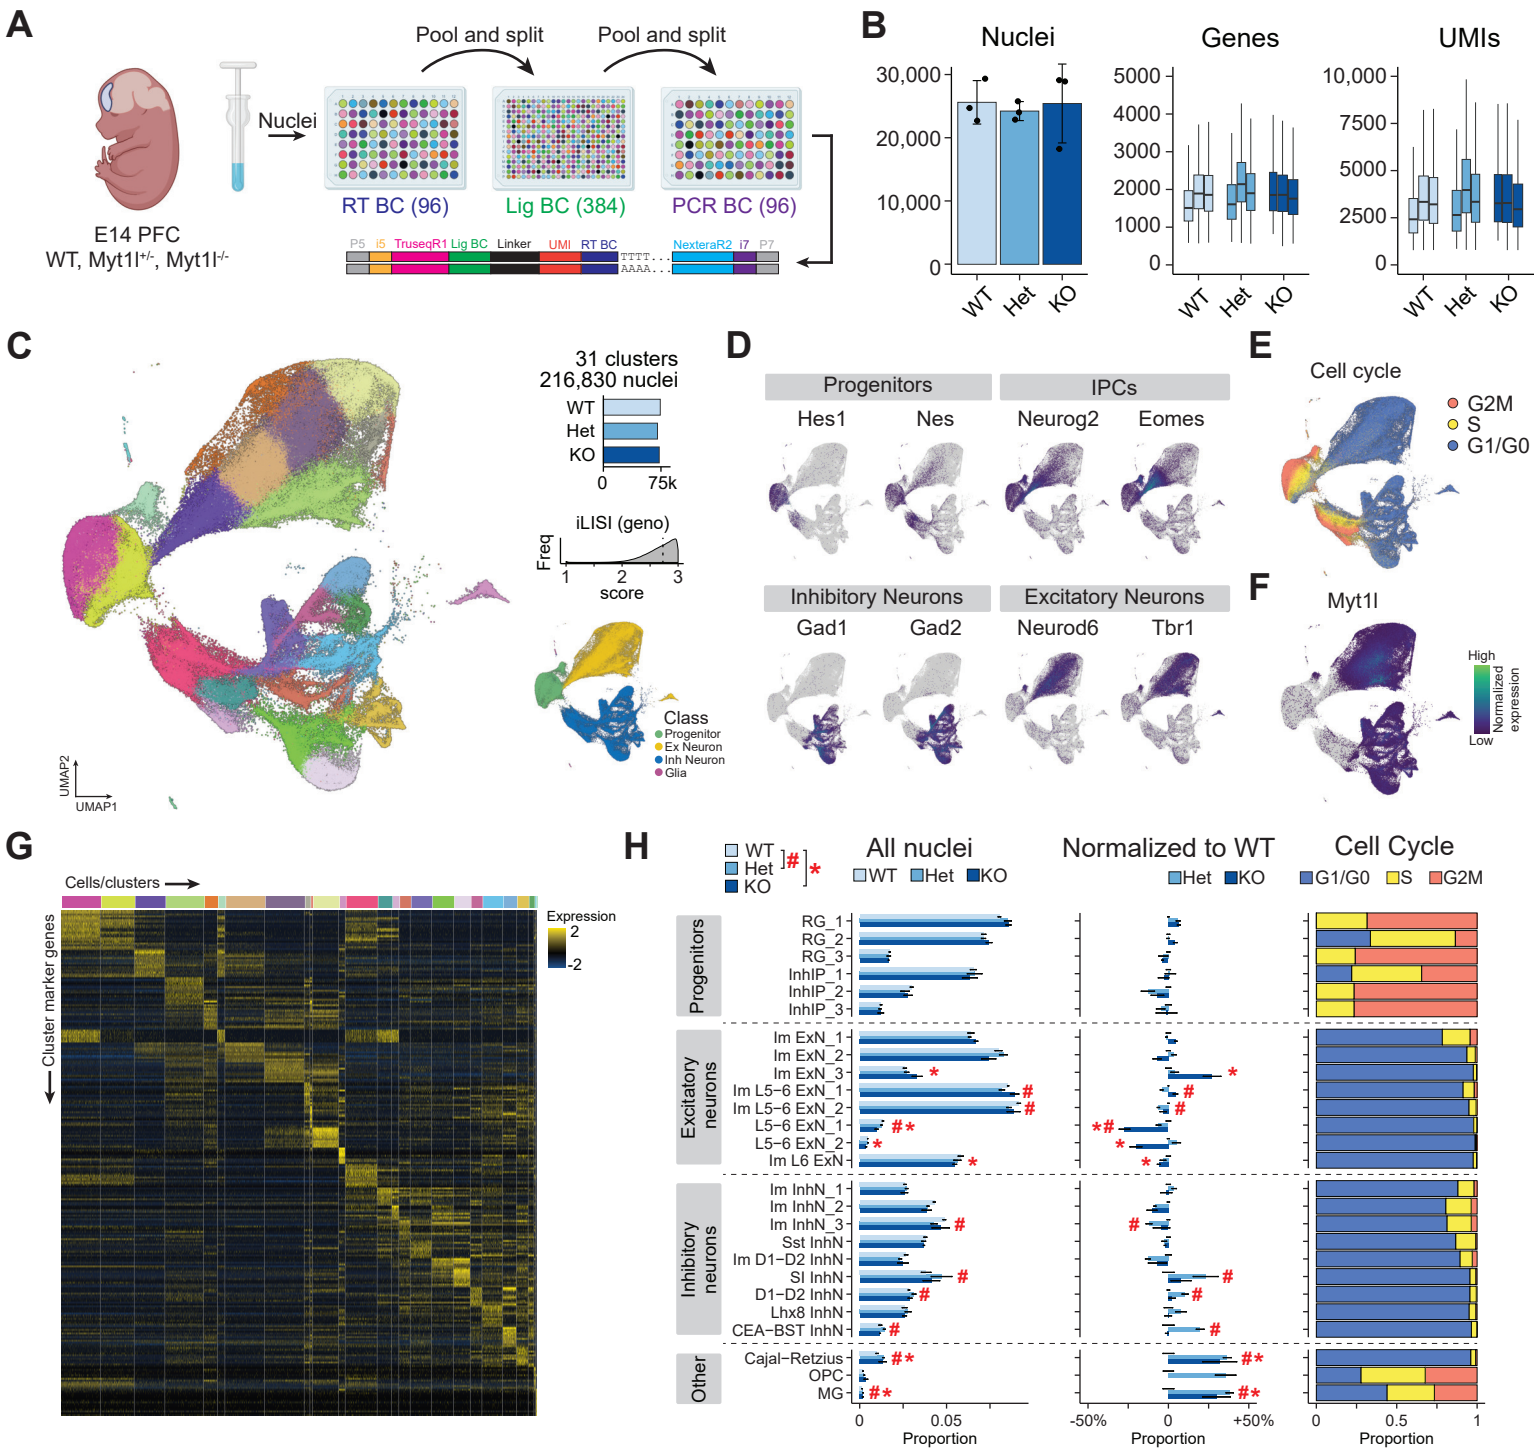 A
Pool and split
Pool and split
Nuclei
RT BC (96)
Lig BC (384)
PCR BC (96)
E14 PFC
WT, Myt1l+/-, Myt1l-/-
P5 i5 TruseqR1 Lig BC Linker UMI RT BC NexteraR2 i7 P7
TTTT...
AAAA...
B
Nuclei
30,000
20,000
10,000
0
WT Het KO
Genes
5000
4000
3000
2000
1000
0
WT Het KO
UMIs
10,000
7500
5000
2500
0
WT Het KO
C
31 clusters
216,830 nuclei
WT
Het
KO
0 75k
iLISI (geno)
Freq
1 2 3
score
Class
Progenitor
Ex Neuron
Inh Neuron
Glia
UMAP2
UMAP1
D
Progenitors
IPCs
Hes1
Nes
Neurog2
Eomes
Inhibitory Neurons
Excitatory Neurons
Gad1
Gad2
Neurod6
Tbr1
E
Cell cycle
G2M
S
G1/G0
F
Myt1l
High
Low
Normalized
expression
G
Cells/clusters
Cluster marker genes
Expression
2
-2
H
WT
Het
KO
#
*
All nuclei
WT Het KO
Normalized to WT
Het KO
Cell Cycle
G1/G0 S G2M
Progenitors
RG_1
RG_2
RG_3
InhIP_1
InhIP_2
InhIP_3
Excitatory
neurons
Im ExN_1
Im ExN_2
Im ExN_3 * *
Im L5-6 ExN_1 # #
Im L5-6 ExN_2 # #
L5-6 ExN_1 #* *#
L5-6 ExN_2 * *
Im L6 ExN * *
Inhibitory
neurons
Im InhN_1
Im InhN_2
Im InhN_3 # #
Sst InhN
Im D1-D2 InhN
SI InhN # #
D1-D2 InhN # #
Lhx8 InhN
CEA-BST InhN # #
Other
Cajal-Retzius #* #*
OPC
MG #* #*
0 0.05
Proportion
-50% 0 +50%
Proportion
0 0.5 1
Proportion